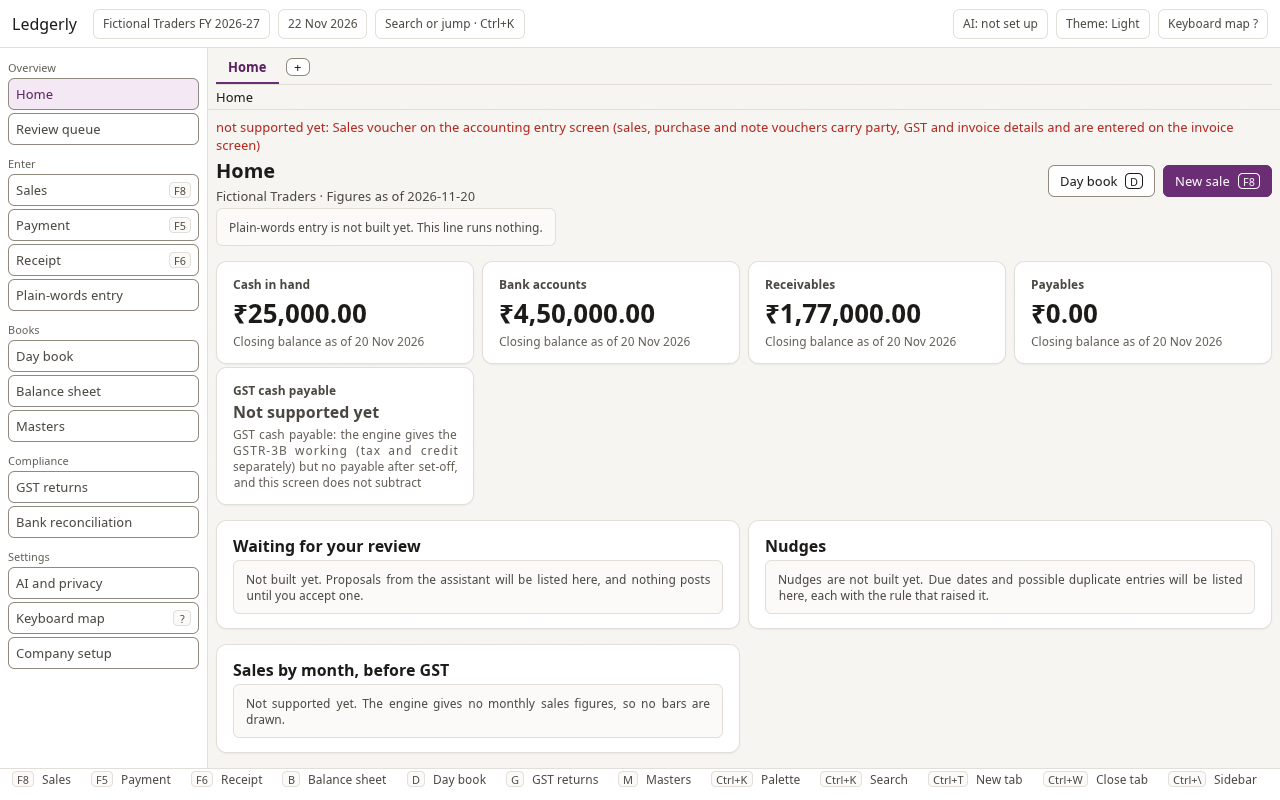 Ledgerly
Fictional Traders FY 2026-27
22 Nov 2026
Search or jump · Ctrl+K
AI: not set up
Theme: Light
Keyboard map ?
Overview
Home
Review queue
Enter
Sales F8
Payment F5
Receipt F6
Plain-words entry
Books
Day book
Balance sheet
Masters
Compliance
GST returns
Bank reconciliation
Settings
AI and privacy
Keyboard map ?
Company setup
Home +
Home
not supported yet: Sales voucher on the accounting entry screen (sales, purchase and note vouchers carry party, GST and invoice details and are entered on the invoice
screen)
Home
Fictional Traders · Figures as of 2026-11-20
Day book D
New sale F8
Plain-words entry is not built yet. This line runs nothing.
Cash in hand
₹25,000.00
Closing balance as of 20 Nov 2026
Bank accounts
₹4,50,000.00
Closing balance as of 20 Nov 2026
Receivables
₹1,77,000.00
Closing balance as of 20 Nov 2026
Payables
₹0.00
Closing balance as of 20 Nov 2026
GST cash payable
Not supported yet
GST cash payable: the engine gives the
GSTR-3B working (tax and credit
separately) but no payable after set-off,
and this screen does not subtract
Waiting for your review
Not built yet. Proposals from the assistant will be listed here, and nothing posts
until you accept one.
Nudges
Nudges are not built yet. Due dates and possible duplicate entries will be listed
here, each with the rule that raised it.
Sales by month, before GST
Not supported yet. The engine gives no monthly sales figures, so no bars are
drawn.
F8 Sales F5 Payment F6 Receipt B Balance sheet D Day book G GST returns M Masters Ctrl+K Palette Ctrl+K Search Ctrl+T New tab Ctrl+W Close tab Ctrl+\ Sidebar